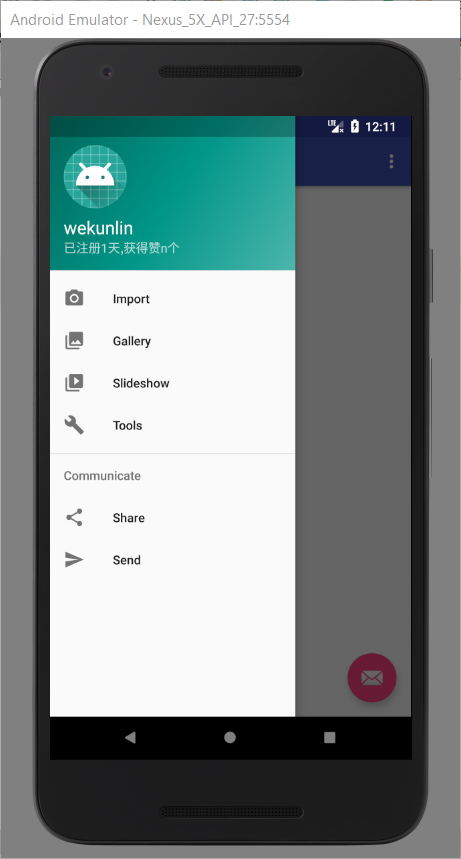 Android Emulator - Nexus_5X_API_27:5554
LTE 12:11
wekunlin
已注册1天,获得赞n个
Import
Gallery
Slideshow
Tools
Communicate
Share
Send